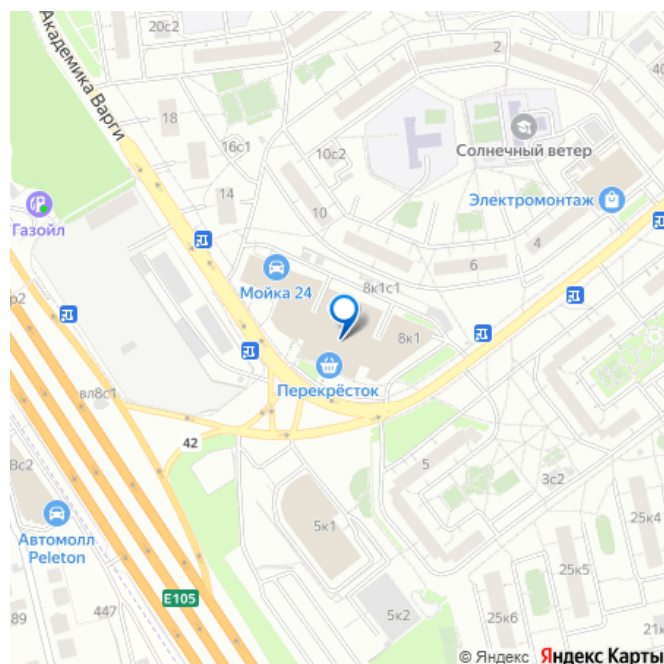 20с2
2
40
Академика Варги
18
16с1
10с2
Солнечный ветер
14
Электромонтаж
Газойл
10
4
6
Мойка 24
8к1с1
р2
8к1
Перекрёсток
вл8с1
42
8с2
5
3с2
Автомолл
Peleton
5к1
25к4
25к5
E105
447
89
5к2
25к6
21к
© Яндекс Яндекс Карты